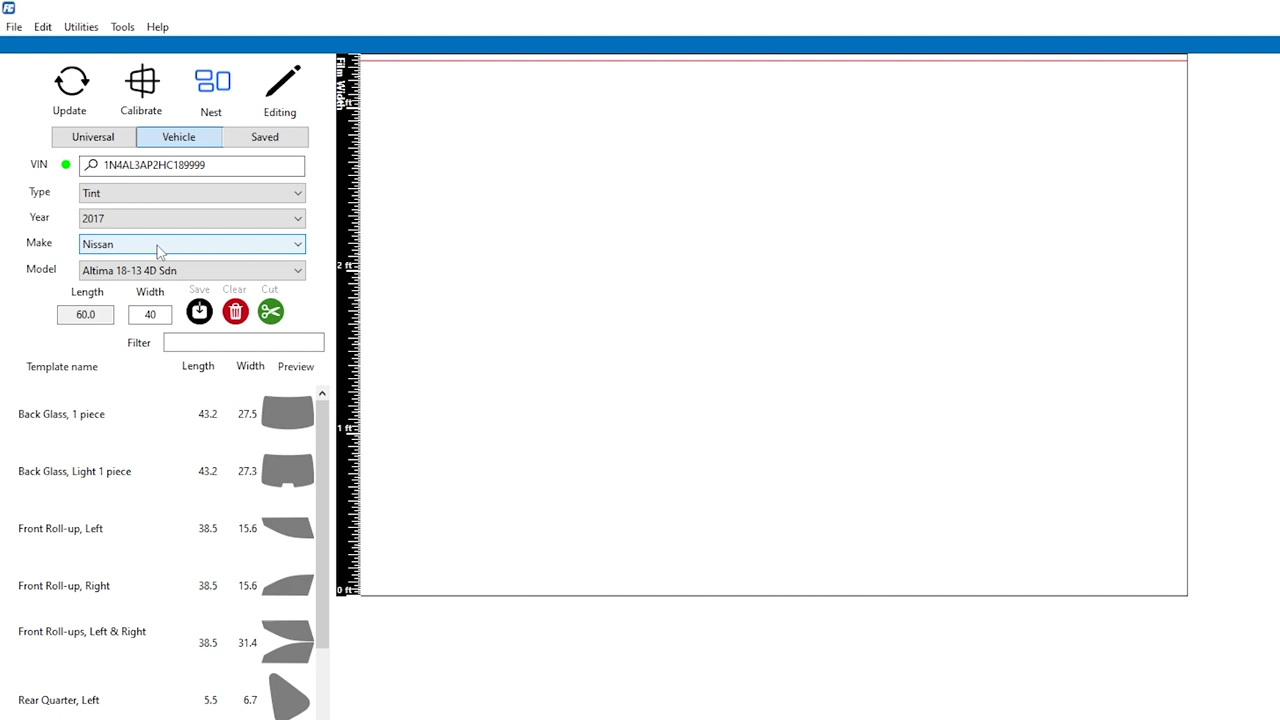 File Edit Utilities Tools Help
Update Calibrate Nest Editing
Universal Vehicle Saved
VIN 1N4AL3AP2HC189999
Type Tint
Year 2017
Make Nissan
Model Altima 18-13 4D Sdn
Length Width Save Clear Cut
60.0 40
Filter
Template name Length Width Preview
Back Glass, 1 piece 43.2 27.5
Back Glass, Light 1 piece 43.2 27.3
Front Roll-up, Left 38.5 15.6
Front Roll-up, Right 38.5 15.6
Front Roll-ups, Left & Right 38.5 31.4
Rear Quarter, Left 5.5 6.7
Film Width
2 ft
1 ft
0 ft